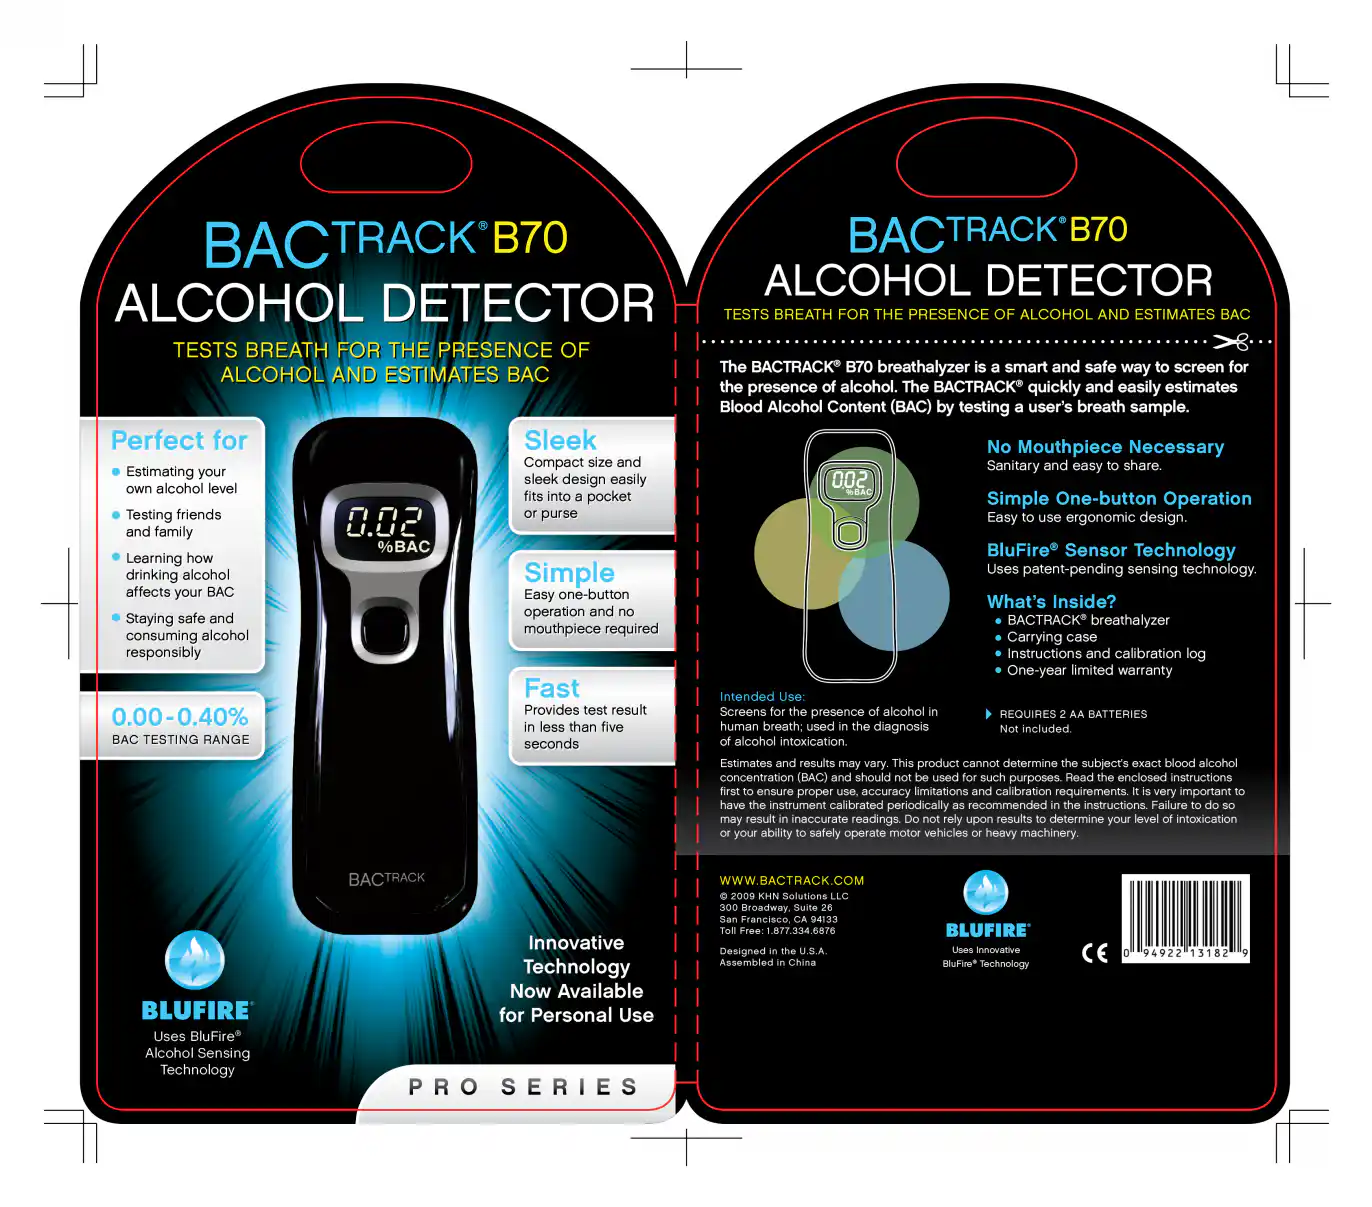 BACTRACK® B70
ALCOHOL DETECTOR
TESTS BREATH FOR THE PRESENCE OF
ALCOHOL AND ESTIMATES BAC
Perfect for
Estimating your
own alcohol level
Testing friends
and family
Learning how
drinking alcohol
affects your BAC
Staying safe and
consuming alcohol
responsibly
0.00-0.40%
BAC TESTING RANGE
0.02
%BAC
BACTRACK
Sleek
Compact size and
sleek design easily
fits into a pocket
or purse
Simple
Easy one-button
operation and no
mouthpiece required
Fast
Provides test result
in less than five
seconds
BLUFIRE®
Uses BluFire®
Alcohol Sensing
Technology
Innovative
Technology
Now Available
for Personal Use
PRO SERIES
BACTRACK® B70
ALCOHOL DETECTOR
TESTS BREATH FOR THE PRESENCE OF ALCOHOL AND ESTIMATES BAC
The BACTRACK® B70 breathalyzer is a smart and safe way to screen for
the presence of alcohol. The BACTRACK® quickly and easily estimates
Blood Alcohol Content (BAC) by testing a user's breath sample.
0.02
%BAC
No Mouthpiece Necessary
Sanitary and easy to share.
Simple One-button Operation
Easy to use ergonomic design.
BluFire® Sensor Technology
Uses patent-pending sensing technology.
What's Inside?
BACTRACK® breathalyzer
Carrying case
Instructions and calibration log
One-year limited warranty
Intended Use:
Screens for the presence of alcohol in
human breath; used in the diagnosis
of alcohol intoxication.
REQUIRES 2 AA BATTERIES
Not included.
Estimates and results may vary. This product cannot determine the subject's exact blood alcohol
concentration (BAC) and should not be used for such purposes. Read the enclosed instructions
first to ensure proper use, accuracy limitations and calibration requirements. It is very important to
have the instrument calibrated periodically as recommended in the instructions. Failure to do so
may result in inaccurate readings. Do not rely upon results to determine your level of intoxication
or your ability to safely operate motor vehicles or heavy machinery.
WWW.BACTRACK.COM
© 2009 KHN Solutions LLC
300 Broadway, Suite 26
San Francisco, CA 94133
Toll Free: 1.877.334.6876
Designed in the U.S.A.
Assembled in China
BLUFIRE®
Uses Innovative
BluFire® Technology
CE
0 94922 13182 9